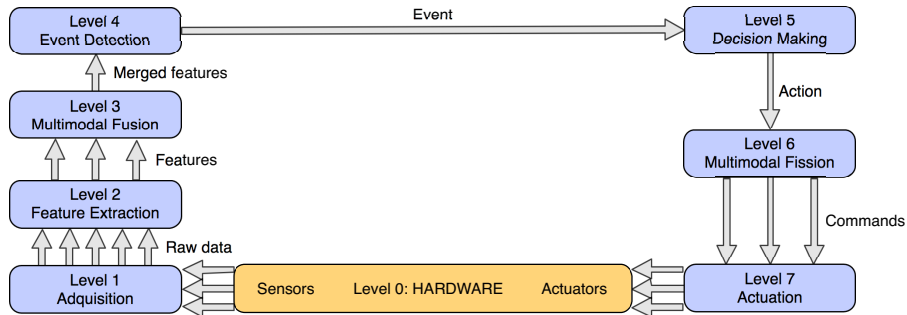 Level 4
Event Detection
Event
Level 5
Decision Making
Merged features
Action
Level 3
Multimodal Fusion
Level 6
Multimodal Fission
Features
Level 2
Feature Extraction
Commands
Raw data
Level 1
Adquisition
Sensors Level 0: HARDWARE Actuators
Level 7
Actuation